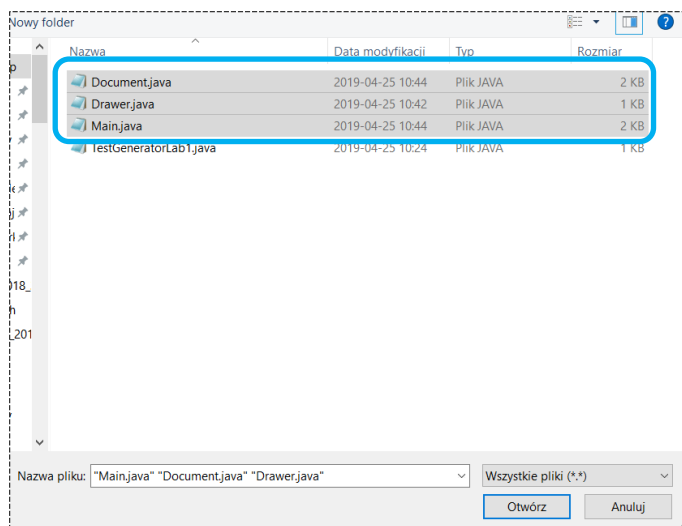 Nowy folder
?
Nazwa Data modyfikacji Typ Rozmiar
p
Document.java 2019-04-25 10:44 Plik JAVA 2 KB
Drawer.java 2019-04-25 10:42 Plik JAVA 1 KB
Main.java 2019-04-25 10:44 Plik JAVA 2 KB
TestGeneratorLab1.java 2019-04-25 10:24 Plik JAVA 1 KB
018_
h
_201
Nazwa pliku: "Main.java" "Document.java" "Drawer.java" Wszystkie pliki (*.*)
Otwórz Anuluj